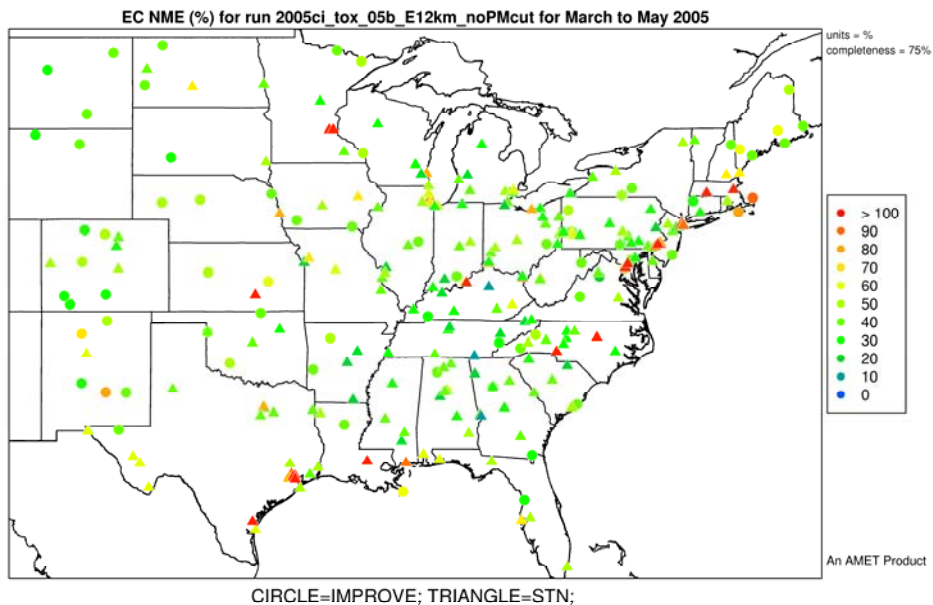 EC NME (%) for run 2005ci_tox_05b_E12km_noPMcut for March to May 2005
units = %
completeness = 75%
> 100
90
80
70
60
50
40
30
20
10
0
An AMET Product
CIRCLE=IMPROVE; TRIANGLE=STN;